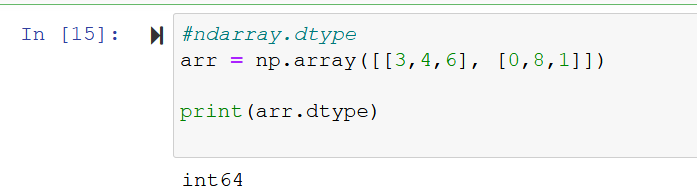 In [15]:
#ndarray.dtype
arr = np.array([[3,4,6], [0,8,1]])
print(arr.dtype)
int64